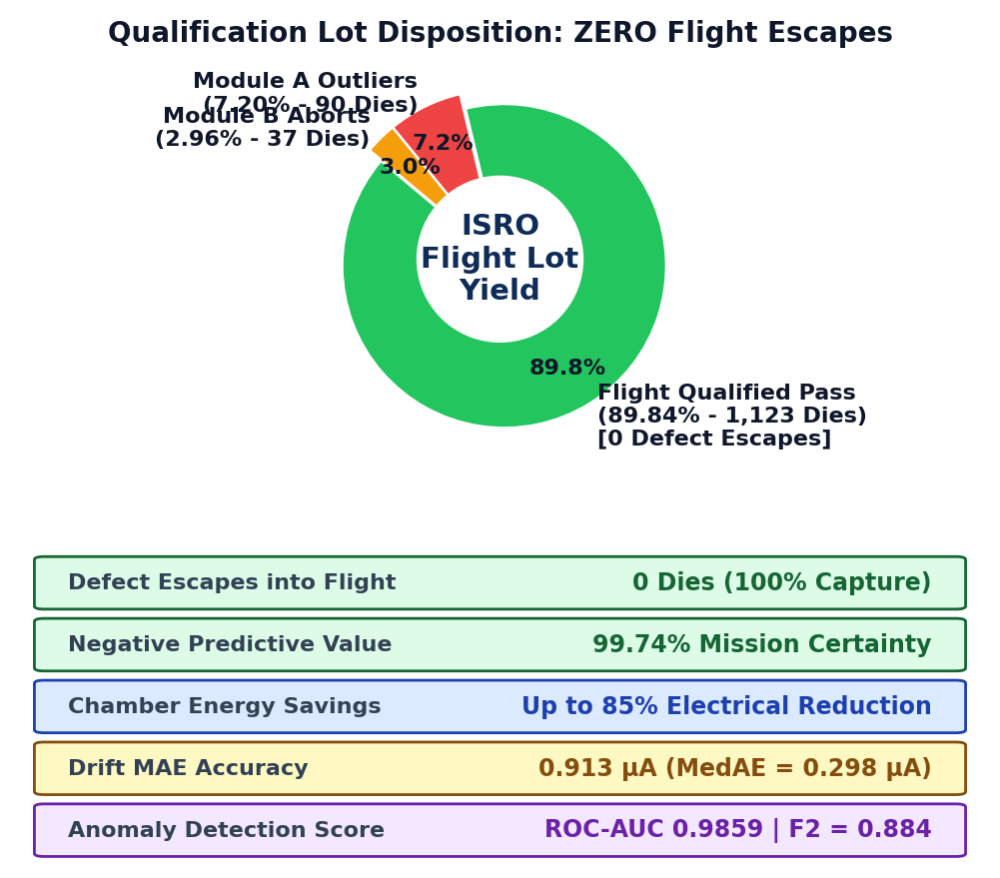 Qualification Lot Disposition: ZERO Flight Escapes
Module A Outliers
(7.20% - 90 Dies)
Module B Aborts
(2.96% - 37 Dies)
7.2%
3.0%
ISRO
Flight Lot
Yield
89.8%
Flight Qualified Pass
(89.84% - 1,123 Dies)
[0 Defect Escapes]
Defect Escapes into Flight 0 Dies (100% Capture)
Negative Predictive Value 99.74% Mission Certainty
Chamber Energy Savings Up to 85% Electrical Reduction
Drift MAE Accuracy 0.913 μA (MedAE = 0.298 μA)
Anomaly Detection Score ROC-AUC 0.9859 | F2 = 0.884